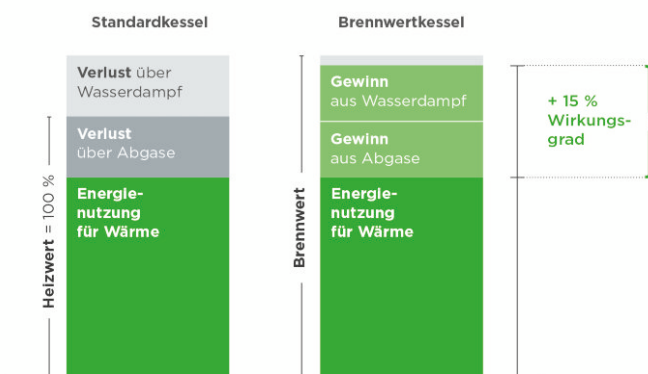 Standardkessel
Brennwertkessel
Verlust über
Wasserdampf
Verlust
über Abgase
Energie-
nutzung
für Wärme
Heizwert = 100 %
Gewinn
aus Wasserdampf
Gewinn
aus Abgase
Energie-
nutzung
für Wärme
Brennwert
+ 15 %
Wirkungs-
grad